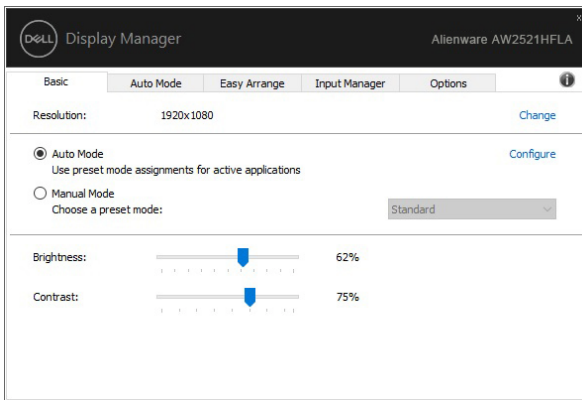 DELL Display Manager Alienware AW2521HFLA
Basic Auto Mode Easy Arrange Input Manager Options
Resolution: 1920x1080 Change
Auto Mode Configure
Use preset mode assignments for active applications
Manual Mode
Choose a preset mode: Standard
Brightness: 62%
Contrast: 75%